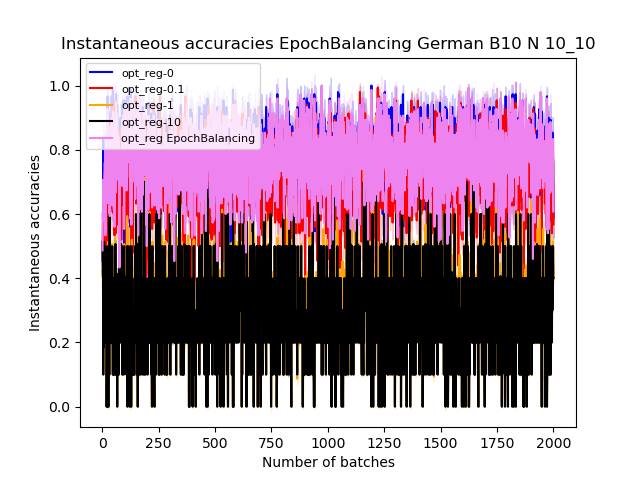 Instantaneous accuracies EpochBalancing German B10 N 10_10
opt_reg-0
opt_reg-0.1
opt_reg-1
opt_reg-10
opt_reg EpochBalancing
Instantaneous accuracies
1.0
0.8
0.6
0.4
0.2
0.0
0 250 500 750 1000 1250 1500 1750 2000
Number of batches